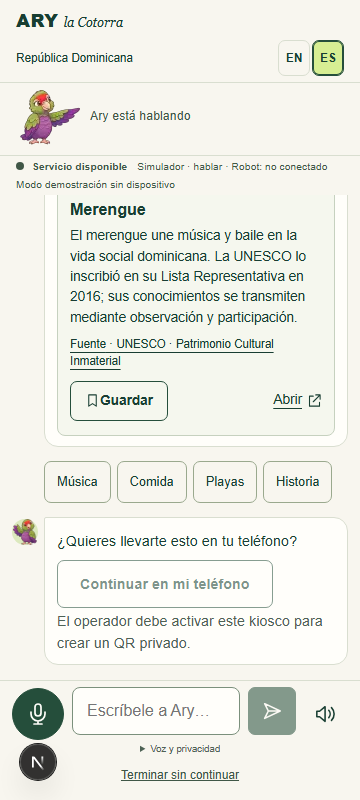 ARY la Cotorra
República Dominicana
EN
ES
Ary está hablando
Servicio disponible Simulador · hablar · Robot: no conectado
Modo demostración sin dispositivo
Merengue
El merengue une música y baile en la
vida social dominicana. La UNESCO lo
inscribió en su Lista Representativa en
2016; sus conocimientos se transmiten
mediante observación y participación.
Fuente · UNESCO · Patrimonio Cultural
Inmaterial
Guardar
Abrir
Música
Comida
Playas
Historia
¿Quieres llevarte esto en tu teléfono?
Continuar en mi teléfono
El operador debe activar este kiosco para
crear un QR privado.
Escríbele a Ary...
N
Voz y privacidad
Terminar sin continuar